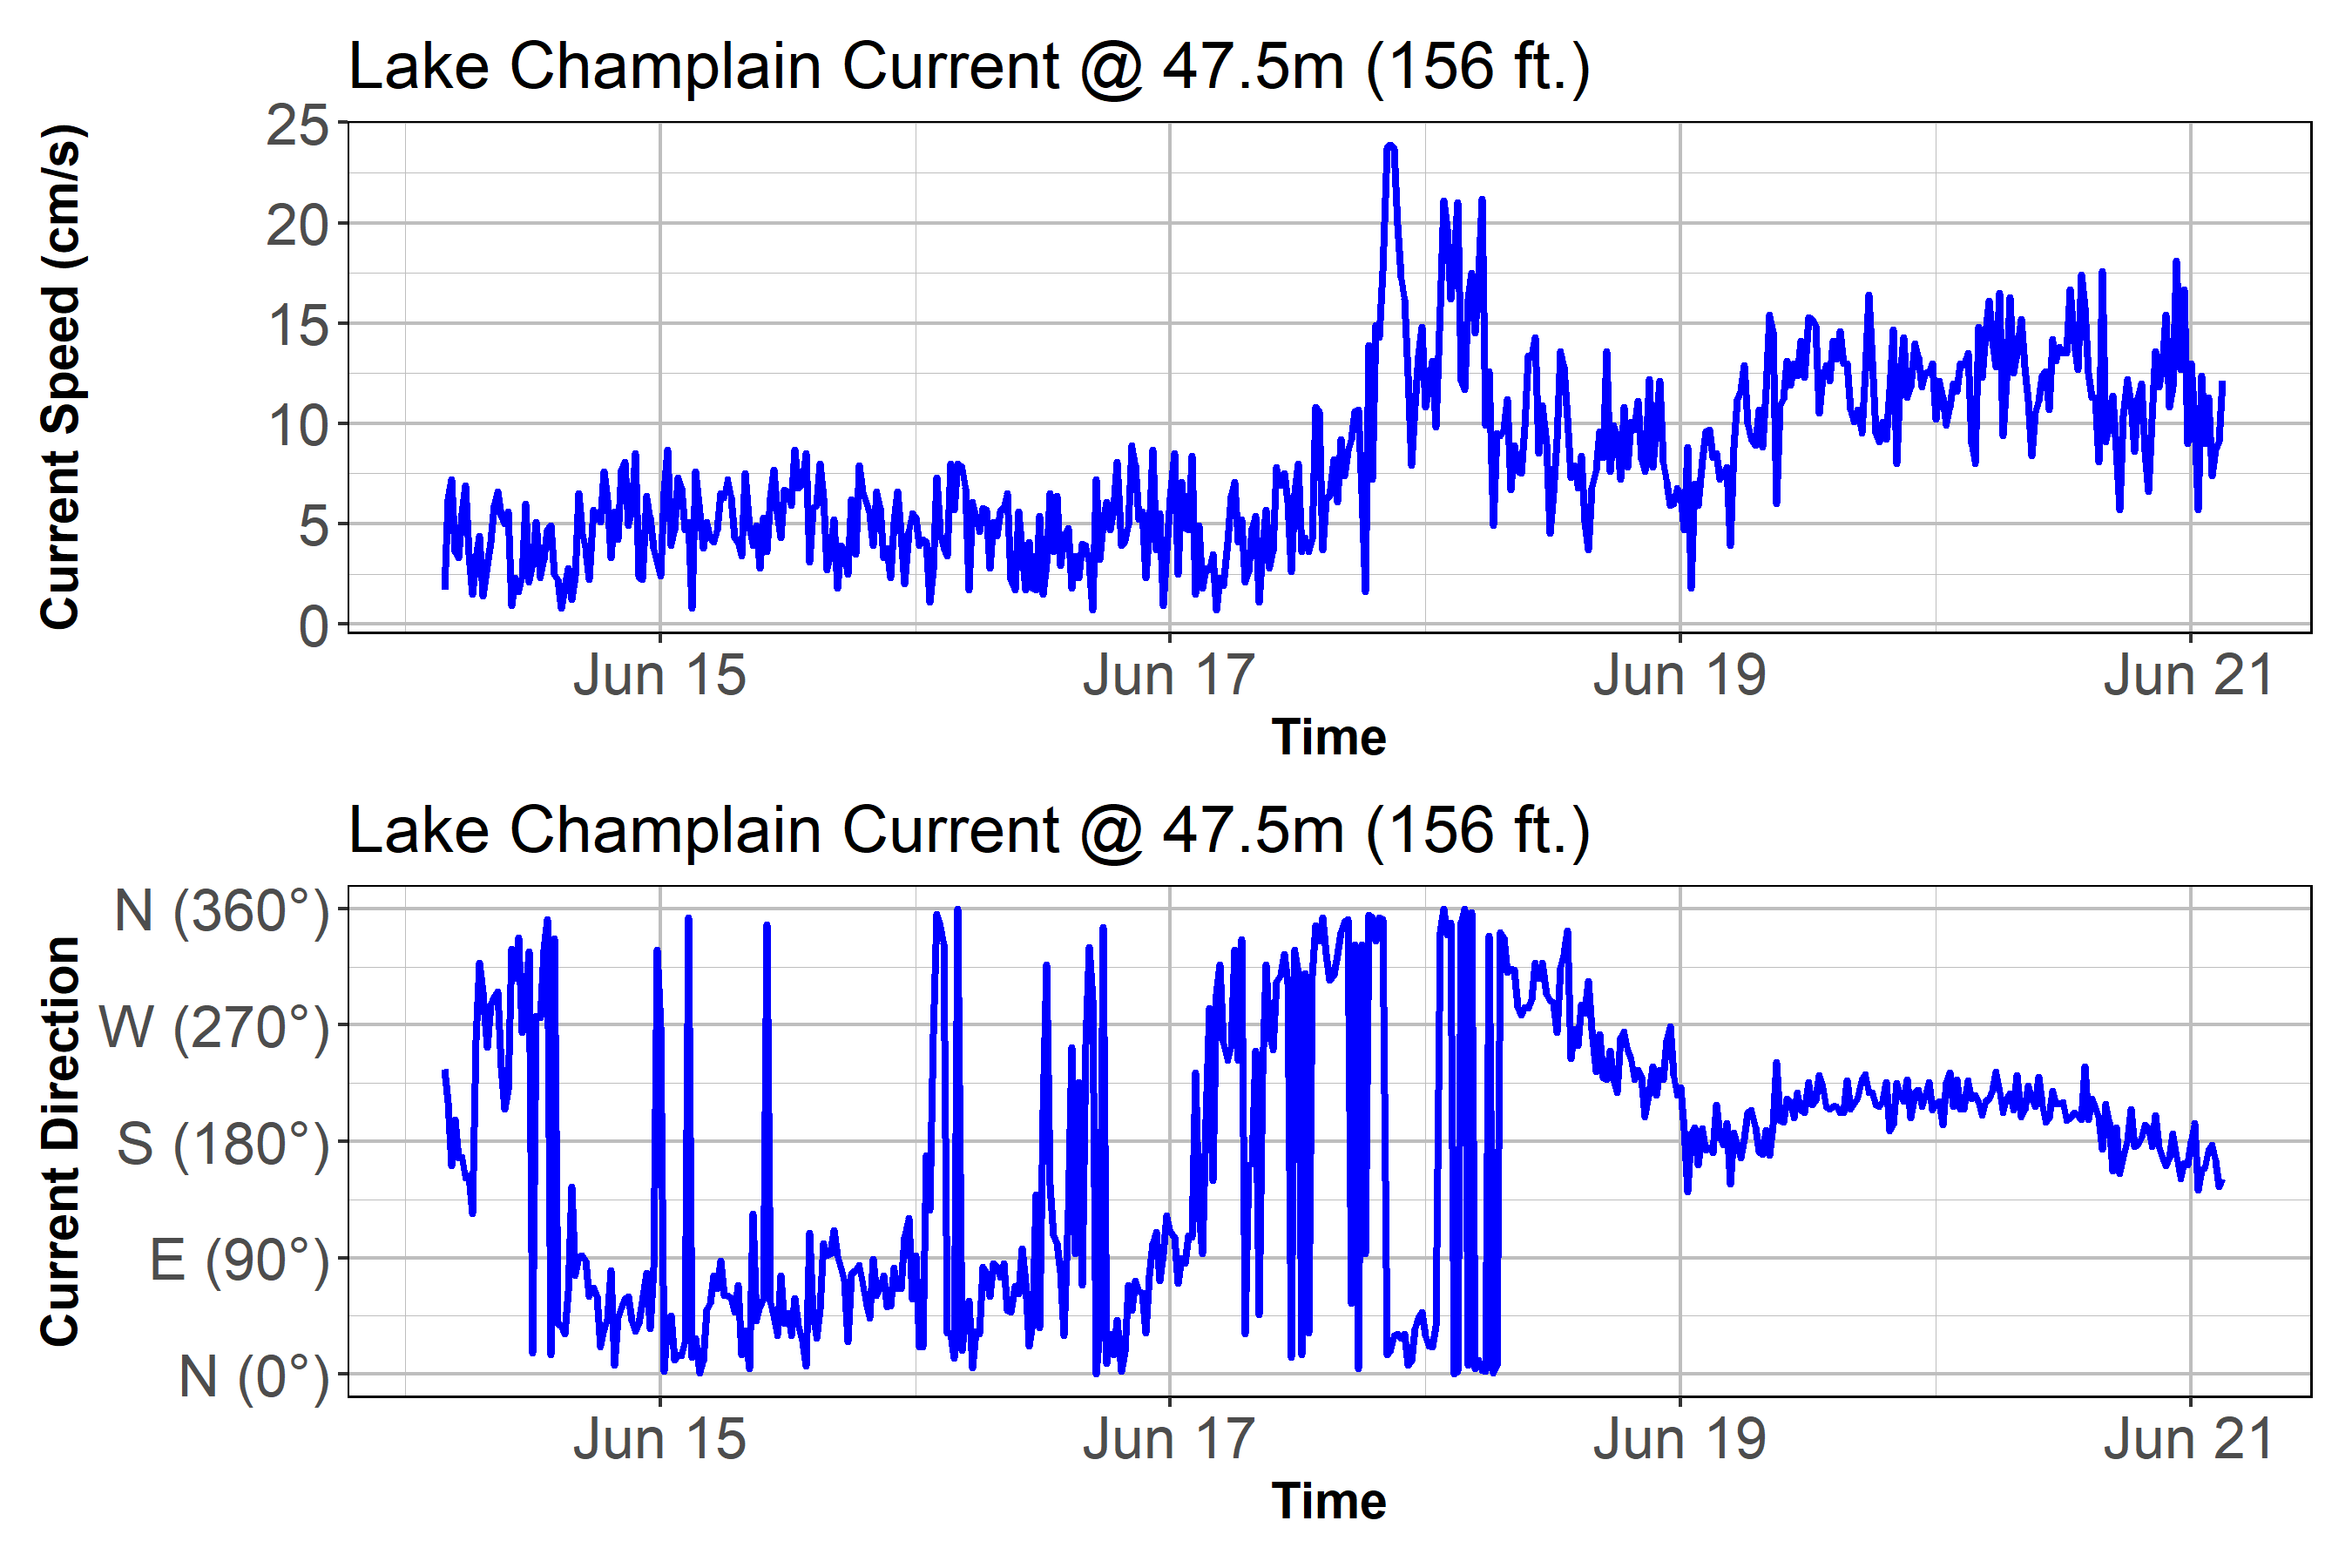 Lake Champlain Current @ 47.5m (156 ft.)
Current Speed (cm/s)
25
20
15
10
5
0
Jun 15 Jun 17 Jun 19 Jun 21
Time
Lake Champlain Current @ 47.5m (156 ft.)
Current Direction
N (360°)
W (270°)
S (180°)
E (90°)
N (0°)
Jun 15 Jun 17 Jun 19 Jun 21
Time